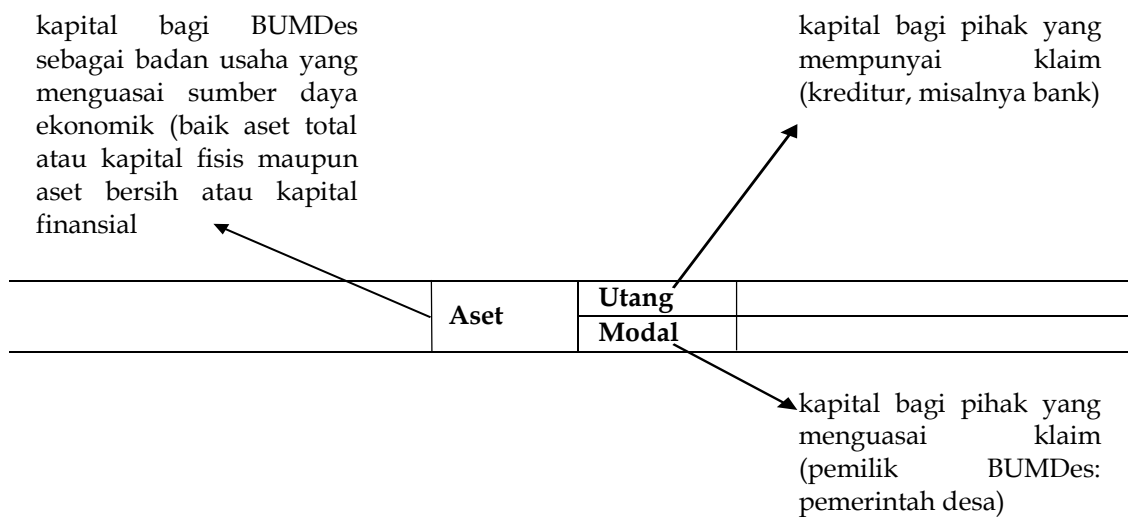 kapital bagi BUMDes
sebagai badan usaha yang
menguasai sumber daya
ekonomik (baik aset total
atau kapital fisis maupun
aset bersih atau kapital
finansial
kapital bagi pihak yang
mempunyai klaim
(kreditur, misalnya bank)
Aset
Utang
Modal
kapital bagi pihak yang
menguasai klaim
(pemilik BUMDes:
pemerintah desa)